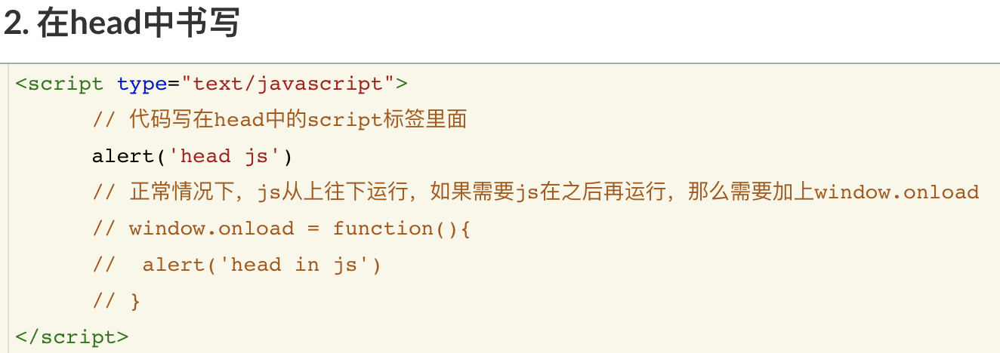 2. 在head中书写
<script type="text/javascript">
// 代码写在head中的script标签里面
alert('head js')
// 正常情况下，js从上往下运行，如果需要js在之后再运行，那么需要加上window.onload
// window.onload = function(){
//  alert('head in js')
// }
</script>